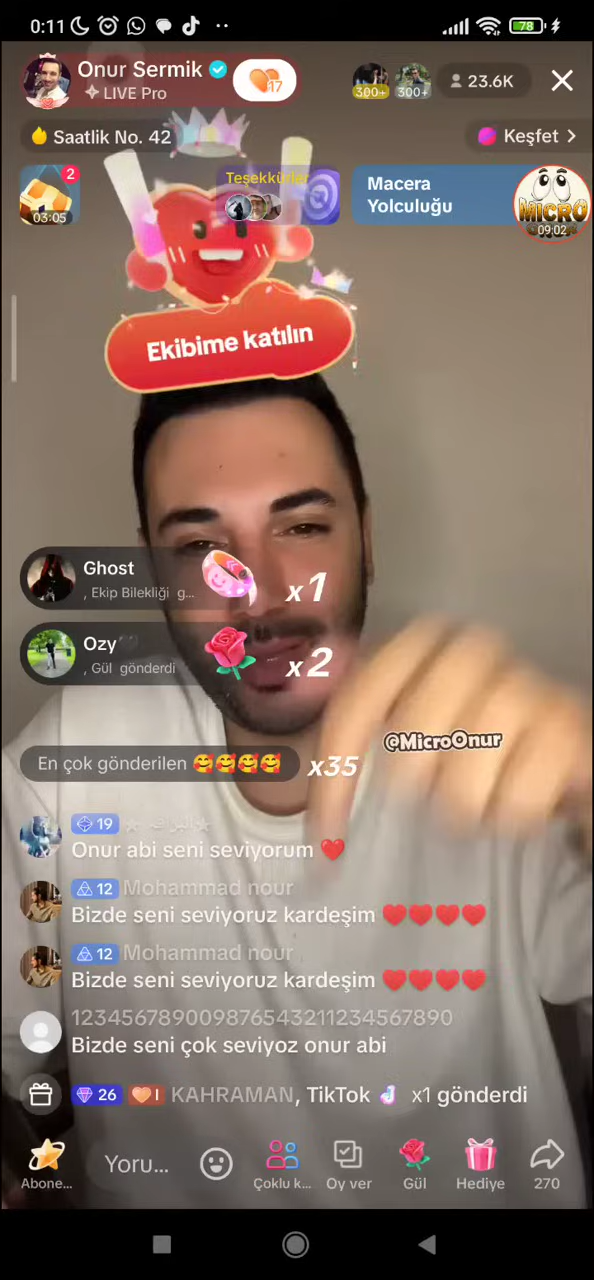 0:11
78
Onur Sermik
LIVE Pro
17
300+
300+
23.6K
Saatlik No. 42
Keşfet
2
03:05
Teşekkürler
Macera
Yolculuğu
MICRO
09:02
Ekibime katılın
Ghost
, Ekip Bilekliği g...
x1
Ozy
, Gül gönderdi
x2
@MicroOnur
En çok gönderilen 🥰🥰🥰🥰
x35
19
Onur abi seni seviyorum ❤️
12 Mohammad nour
Bizde seni seviyoruz kardeşim ❤️❤️❤️❤️
12 Mohammad nour
Bizde seni seviyoruz kardeşim ❤️❤️❤️❤️
123456789009876543211234567890
Bizde seni çok seviyoz onur abi
26 I KAHRAMAN, TikTok x1 gönderdi
Abone...
Yoru...
Çoklu k...
Oy ver
Gül
Hediye
270